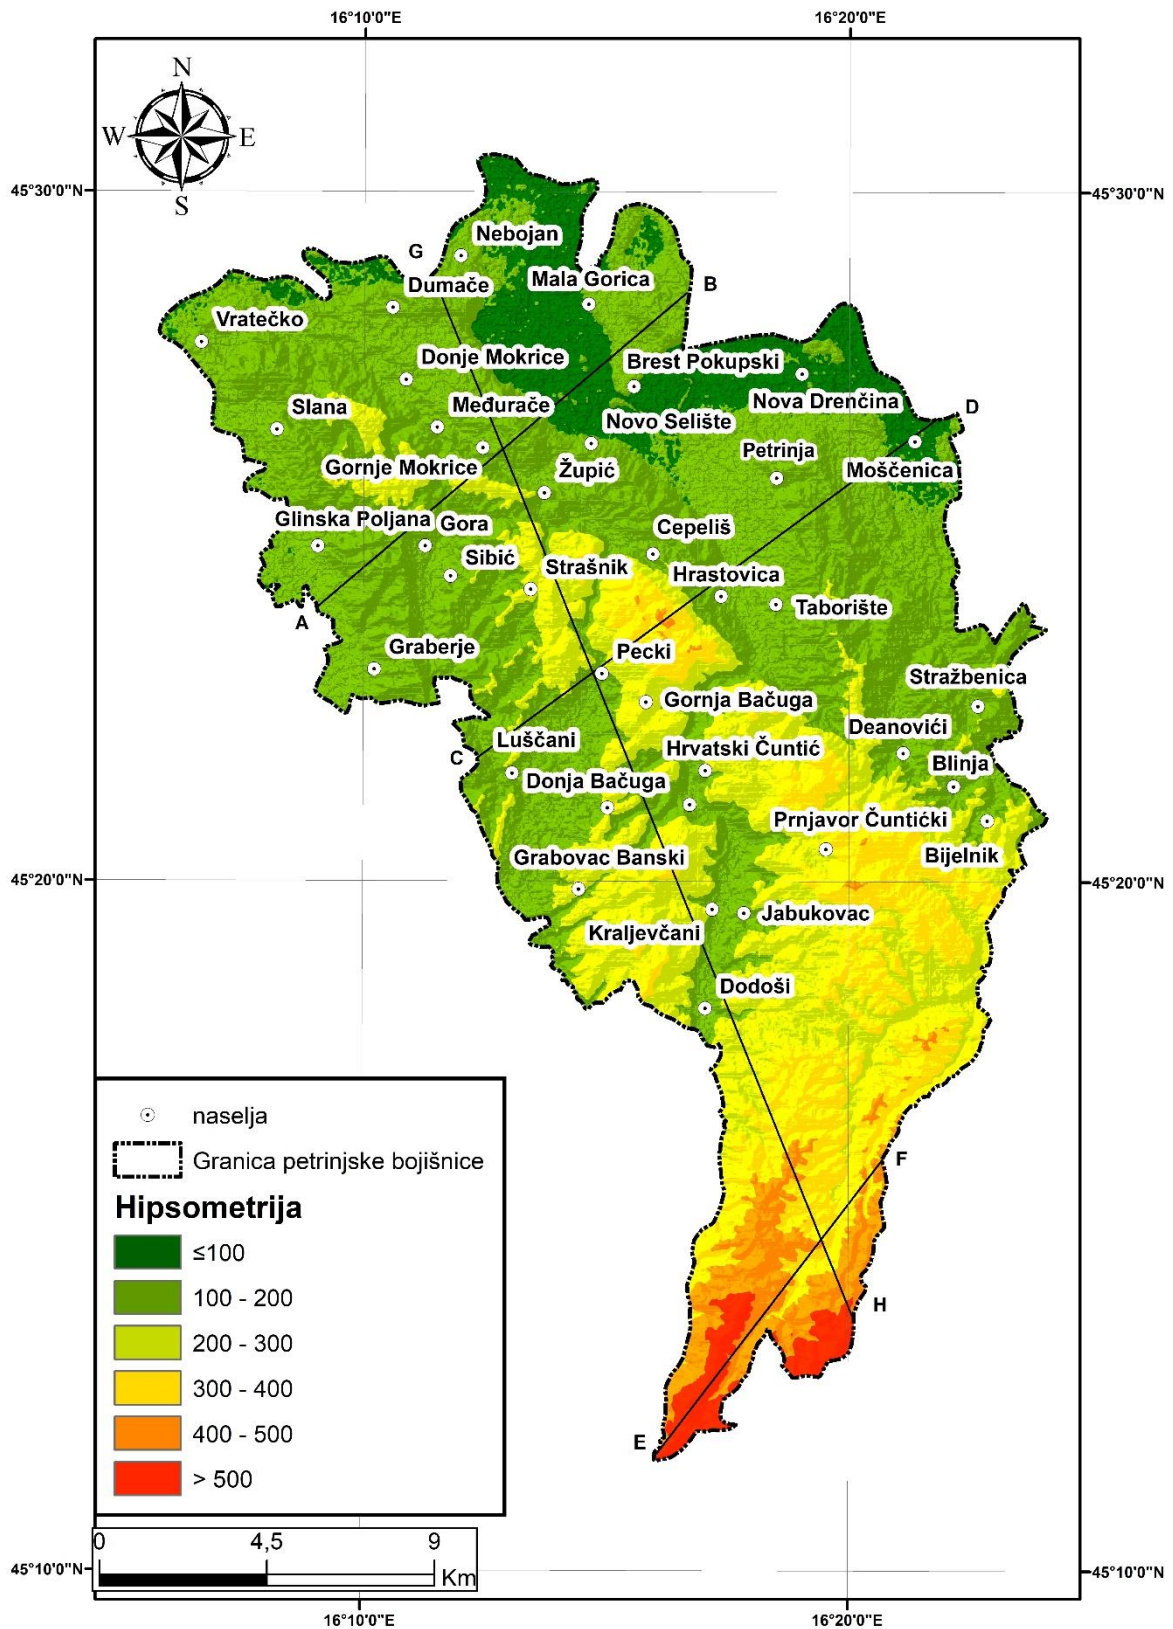 16°10'0"E
16°20'0"E
N
W
E
S
45°30'0"N
45°30'0"N
Nebojan
G
Dumače
Mala Gorica
B
Vratečko
Donje Mokrice
Brest Pokupski
Nova Drenčina
D
Slana
Međurače
Novo Selište
Petrinja
Gornje Mokrice
Župić
Moščenica
Glinska Poljana
Gora
Cepeliš
Sibić
Strašnik
Hrastovica
Taborište
A
Graberje
Pecki
Stražbenica
Gornja Bačuga
Deanovići
C
Luščani
Hrvatski Čuntić
Blinja
Donja Bačuga
Prnjavor Čuntićki
Grabovac Banski
Bijelnik
45°20'0"N
45°20'0"N
Kraljevčani
Jabukovac
Dodoši
naselja
Granica petrinjske bojišnice
F
Hipsometrija
≤100
100 - 200
H
200 - 300
300 - 400
400 - 500
E
> 500
0
4,5
9
Km
45°10'0"N
45°10'0"N
16°10'0"E
16°20'0"E